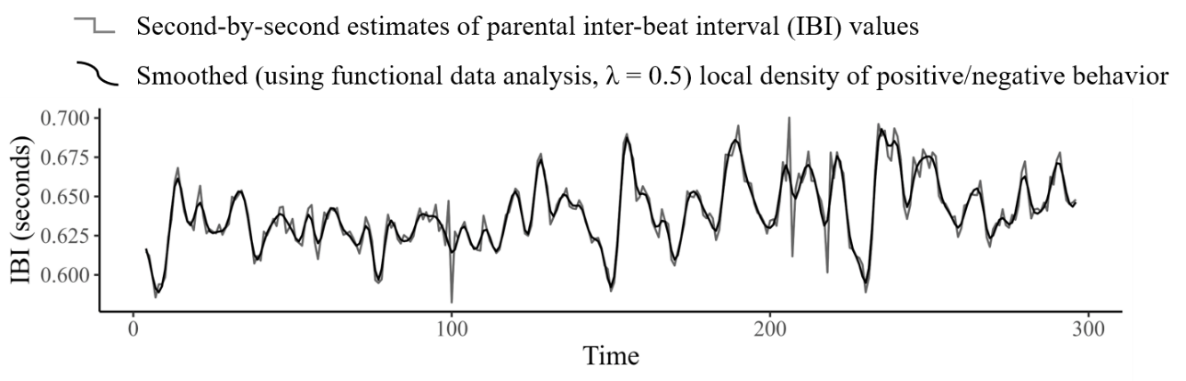 Second-by-second estimates of parental inter-beat interval (IBI) values
Smoothed (using functional data analysis, λ = 0.5) local density of positive/negative behavior
IBI (seconds)
0.700
0.675
0.650
0.625
0.600
0 100 200 300
Time